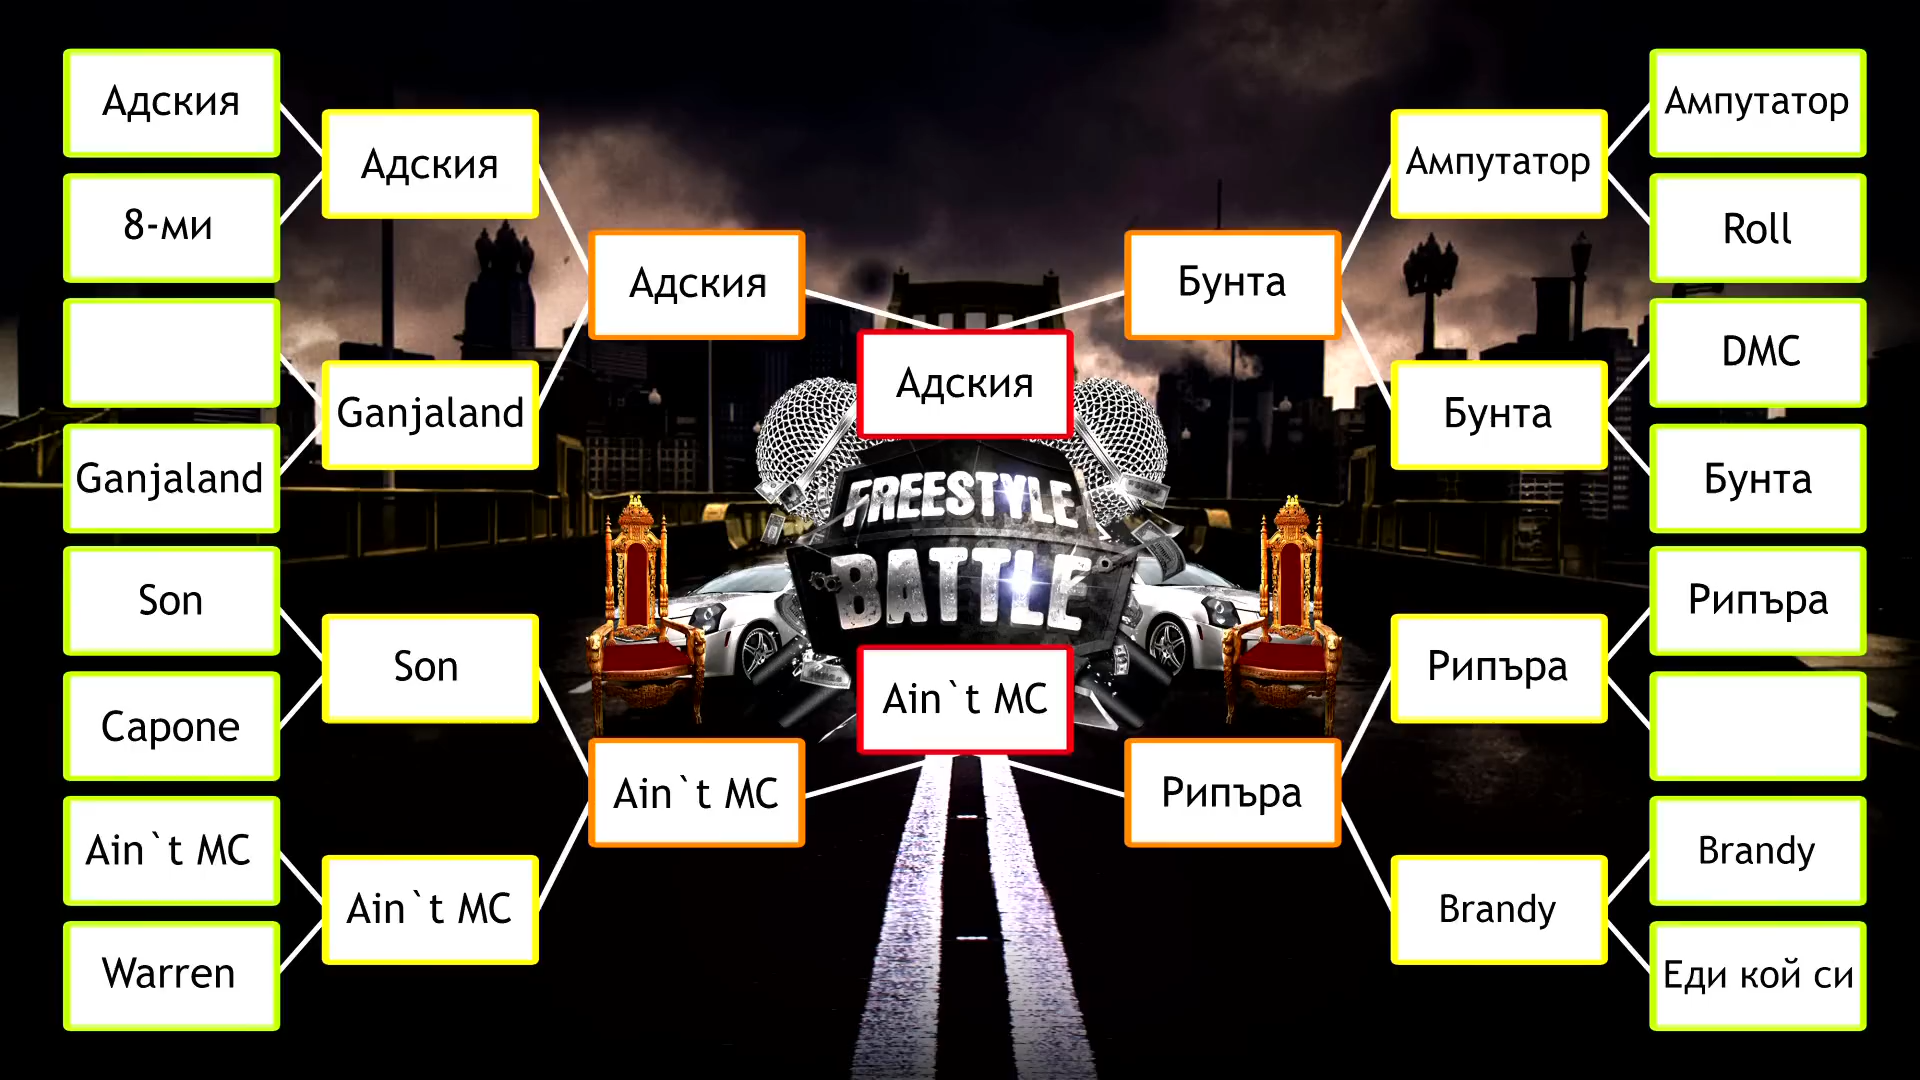 Адския
8-ми
Ganjaland
Son
Capone
Ain`t MC
Warren
Адския
Ganjaland
Son
Ain`t MC
Адския
Ain`t MC
Адския
FREESTYLE
BATTLE
Ain`t MC
Бунта
Рипъра
Ампутатор
Бунта
Рипъра
Brandy
Ампутатор
Roll
DMC
Бунта
Рипъра
Brandy
Еди кой си